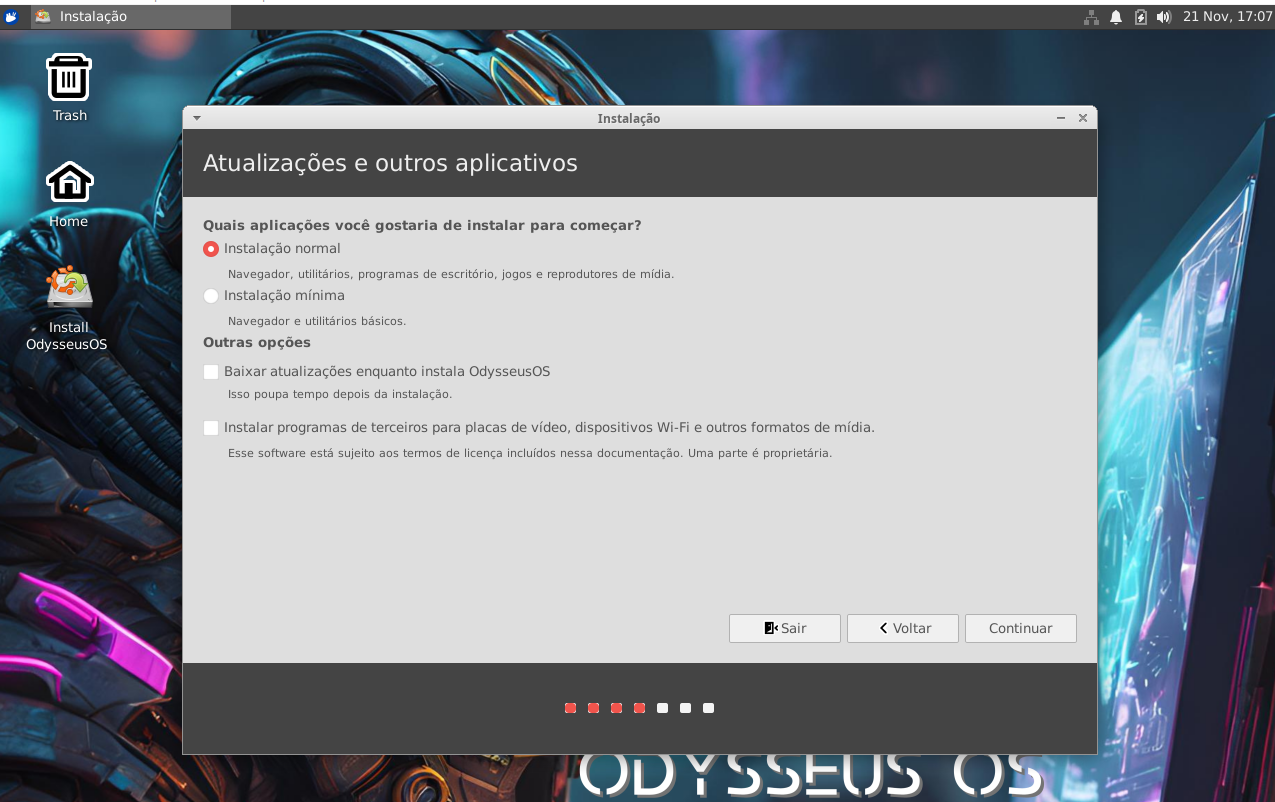 Instalação
21 Nov, 17:07
Trash
Home
Install
OdysseusOS
Instalação
Atualizações e outros aplicativos
Quais aplicações você gostaria de instalar para começar?
Instalação normal
Navegador, utilitários, programas de escritório, jogos e reprodutores de mídia.
Instalação mínima
Navegador e utilitários básicos.
Outras opções
Baixar atualizações enquanto instala OdysseusOS
Isso poupa tempo depois da instalação.
Instalar programas de terceiros para placas de vídeo, dispositivos Wi-Fi e outros formatos de mídia.
Esse software está sujeito aos termos de licença incluídos nessa documentação. Uma parte é proprietária.
Sair
Voltar
Continuar
ODYSSEUS OS